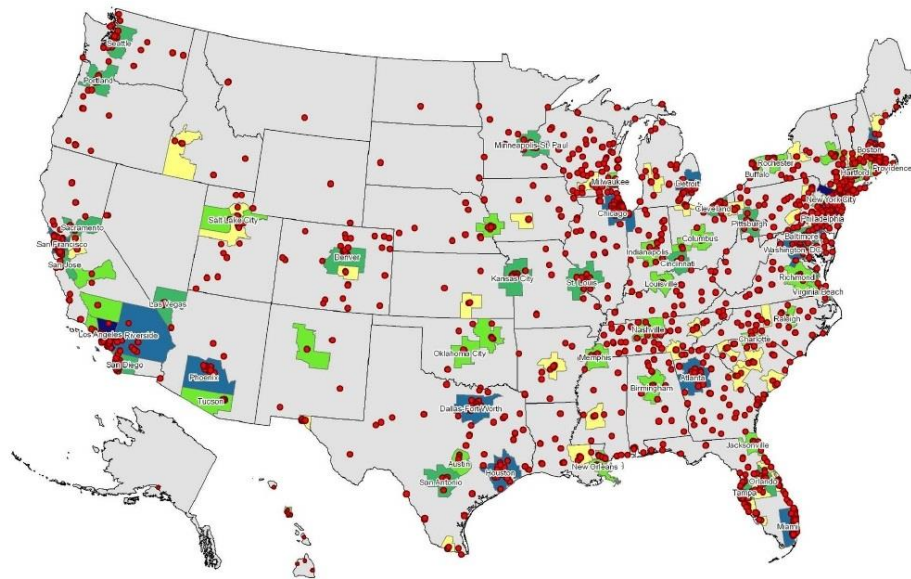 Seattle
Portland
Minneapolis-St. Paul
Milwaukee
Detroit
Rochester
Buffalo
Boston
Hartford
Providence
New York City
Chicago
Cleveland
Pittsburgh
Philadelphia
Baltimore
Washington, DC
Salt Lake City
Sacramento
San Francisco
San Jose
Denver
Kansas City
St. Louis
Indianapolis
Columbus
Cincinnati
Louisville
Richmond
Virginia Beach
Las Vegas
Los Angeles
Riverside
San Diego
Phoenix
Tucson
Oklahoma City
Memphis
Nashville
Raleigh
Charlotte
Birmingham
Atlanta
Dallas-Fort Worth
Austin
San Antonio
Houston
New Orleans
Jacksonville
Orlando
Tampa
Miami